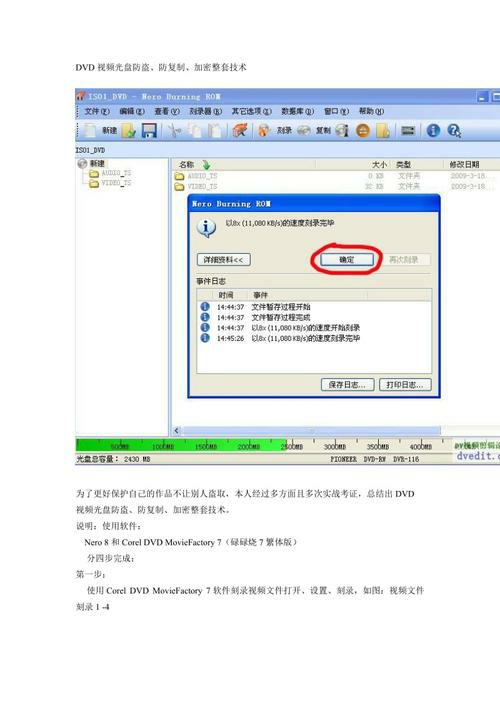 DVD 视频光盘防盗、防复制、加密整套技术
ISO1_DVD - Nero Burning ROM
文件(F) 编辑(E) 查看(V) 刻录器(R) 其它选项(X) 数据库(D) 窗口(W) 帮助(H)
新建 刻录 复制
ISO1_DVD
新建
AUDIO_TS
VIDEO_TS
名称 大小 类型 修改日期
AUDIO_TS 0 KB 文件夹 2009-3-18...
VIDEO_TS 32 KB 文件夹 2009-3-18...
Nero Burning ROM
以8x (11,080 KB/s)的速度刻录完毕
详细资料<< 确定 再次刻录
事件日志
时间 事件
14:44:37 文件暂存过程开始
14:44:37 文件暂存过程完成
14:44:37 以8x (11,080 KB/s)的速度开始刻录
14:45:26 以8x (11,080 KB/s)的速度刻录完毕
保存日志... 打印日志...
500MB 1000MB 1500MB 2000MB 2500MB 3000MB 3500MB 4000MB
光盘总容量： 2430 MB PIONEER DVD-RW DVR-116
dvedit.c
为了更好保护自己的作品不让别人盗取，本人经过多方面且多次实战考证，总结出 DVD
视频光盘防盗、防复制、加密整套技术。
说明：使用软件：
Nero 8 和 Corel DVD MovieFactory 7（碌碌烧 7 繁体版）
分四步完成：
第一步：
使用 Corel DVD MovieFactory 7 软件刻录视频文件打开、设置、刻录，如图：视频文件
刻录 1 -4